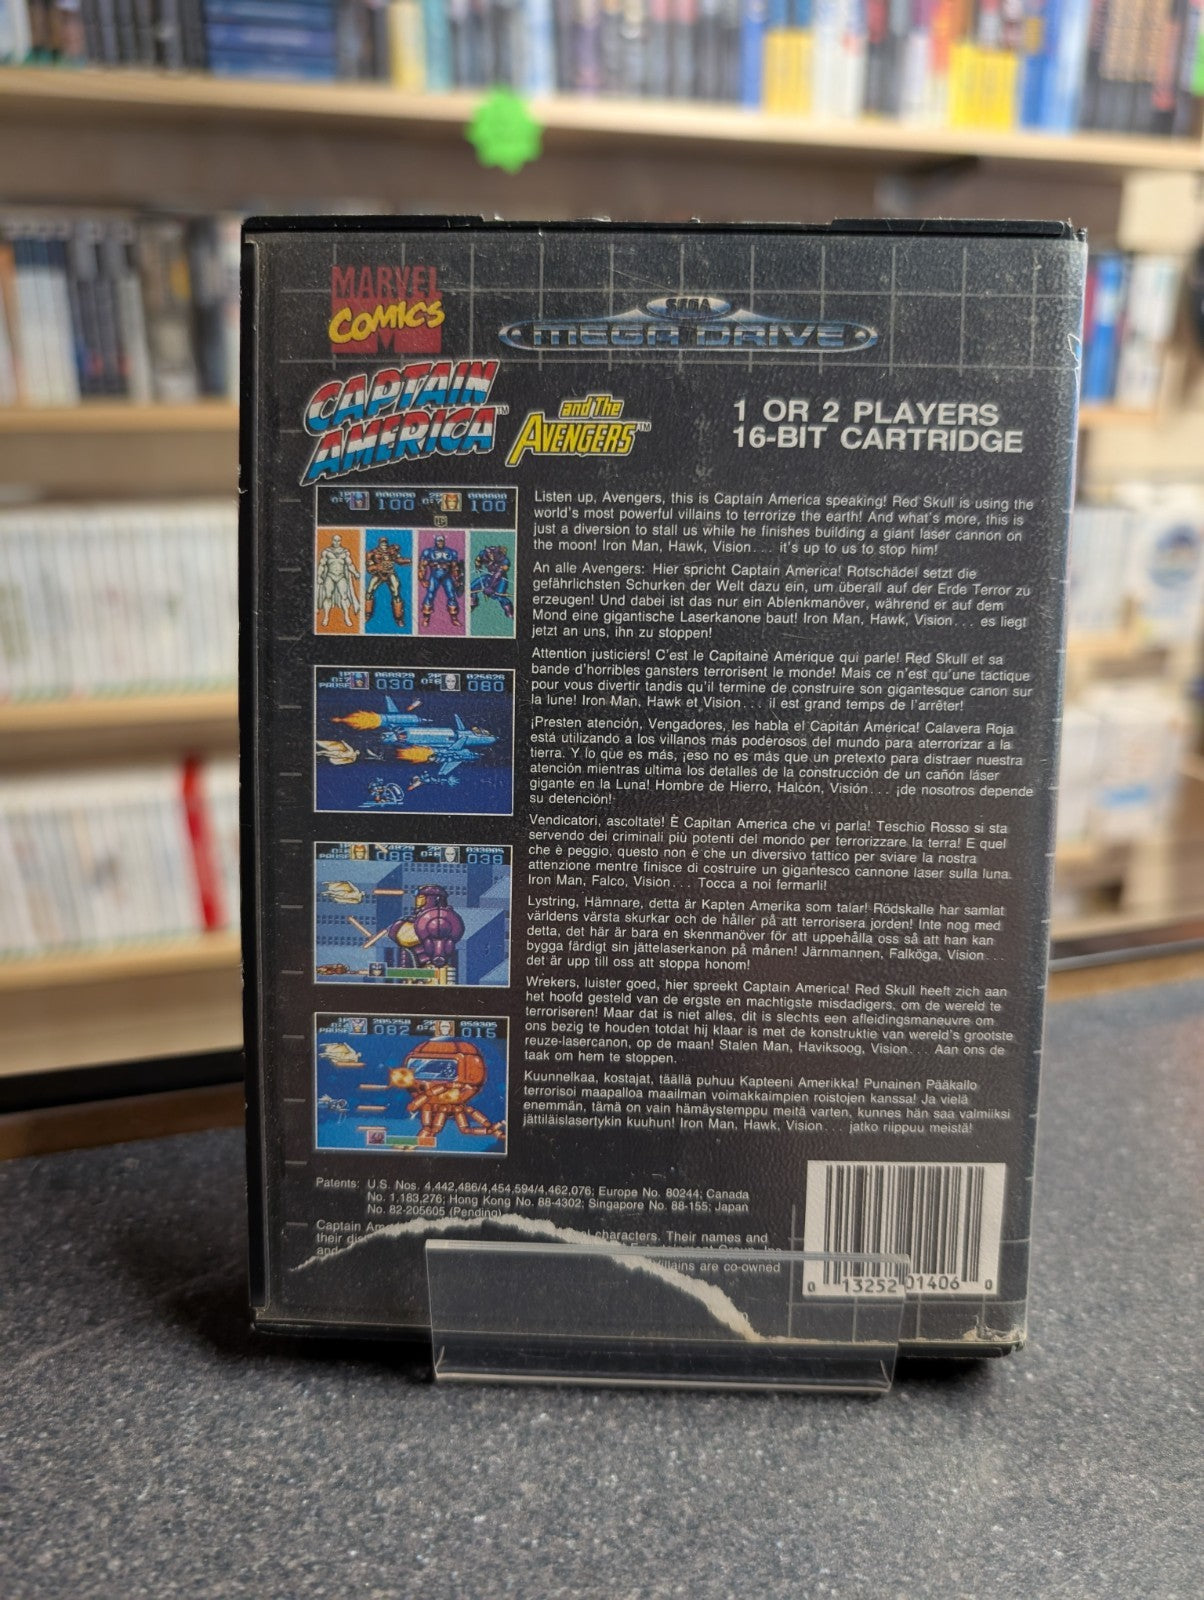 MARVEL
COMICS
SEGA
MEGA DRIVE
CAPTAIN
AMERICA™
and The
AVENGERS™
1 OR 2 PLAYERS
16-BIT CARTRIDGE
Listen up, Avengers, this is Captain America speaking! Red Skull is using the
world's most powerful villains to terrorize the earth! And what's more, this is
just a diversion to stall us while he finishes building a giant laser cannon on
the moon! Iron Man, Hawk, Vision... it's up to us to stop him!
An alle Avengers: Hier spricht Captain America! Rotschädel setzt die
gefährlichsten Schurken der Welt dazu ein, um überall auf der Erde Terror zu
erzeugen! Und dabei ist das nur ein Ablenkmanöver, während er auf dem
Mond eine gigantische Laserkanone baut! Iron Man, Hawk, Vision... es liegt
jetzt an uns, ihn zu stoppen!
Attention justiciers! C'est le Capitaine Amérique qui parle! Red Skull et sa
bande d'horribles gansters terrorisent le monde! Mais ce n'est qu'une tactique
pour vous divertir tandis qu'il termine de construire son gigantesque canon sur
la lune! Iron Man, Hawk et Vision... il est grand temps de l'arrêter!
¡Presten atención, Vengadores, les habla el Capitán América! Calavera Roja
está utilizando a los villanos más poderosos del mundo para aterrorizar a la
tierra. Y lo que es más, ¡eso no es más que un pretexto para distraer nuestra
atención mientras ultima los detalles de la construcción de un cañón láser
gigante en la Luna! Hombre de Hierro, Halcón, Visión... ¡de nosotros depende
su detención!
Vendicatori, ascoltate! È Capitan America che vi parla! Teschio Rosso si sta
servendo dei criminali più potenti del mondo per terrorizzare la terra! E quel
che è peggio, questo non è che un diversivo tattico per sviare la nostra
attenzione mentre finisce di costruire un gigantesco cannone laser sulla luna.
Iron Man, Falco, Vision... Tocca a noi fermarli!
Lystring, Hämnare, detta är Kapten Amerika som talar! Rödskalle har samlat
världens värsta skurkar och de håller på att terrorisera jorden! Inte nog med
detta, det här är bara en skenmanöver för att uppehålla oss så att han kan
bygga färdigt sin jättelaserkanon på månen! Järnmannen, Falköga, Vision...
det är upp till oss att stoppa honom!
Wrekers, luister goed, hier spreekt Captain America! Red Skull heeft zich aan
het hoofd gesteld van de ergste en machtigste misdadigers, om de wereld te
terroriseren! Maar dat is niet alles, dit is slechts een afleidingsmaneuvre om
ons bezig te houden totdat hij klaar is met de konstruktie van wereld's grootste
reuze-lasercanon, op de maan! Stalen Man, Haviksoog, Vision... Aan ons de
taak om hem te stoppen.
Kuunnelkaa, kostajat, täällä puhuu Kapteeni Amerikka! Punainen Pääkallo
terrorisoi maapalloa maailman voimakkaimpien roistojen kanssa! Ja vielä
enemmän, tämä on vain hämäystemppu meitä varten, kunnes hän saa valmiiksi
jättiläislasertykin kuuhun! Iron Man, Hawk, Vision... jatko riippuu meistä!
1P 000000 2P 000000
100 100
1P
030 080
PAUSE
086 038
PAUSE
082 015
PAUSE
Patents: U.S. Nos. 4,442,486/4,454,594/4,462,076; Europe No. 80244; Canada
No. 1,183,276; Hong Kong No. 88-4302; Singapore No. 88-155; Japan
No. 82-205605 (Pending)
Captain characters. Their names and
their
and villains are co-owned
0 13252 01406 0